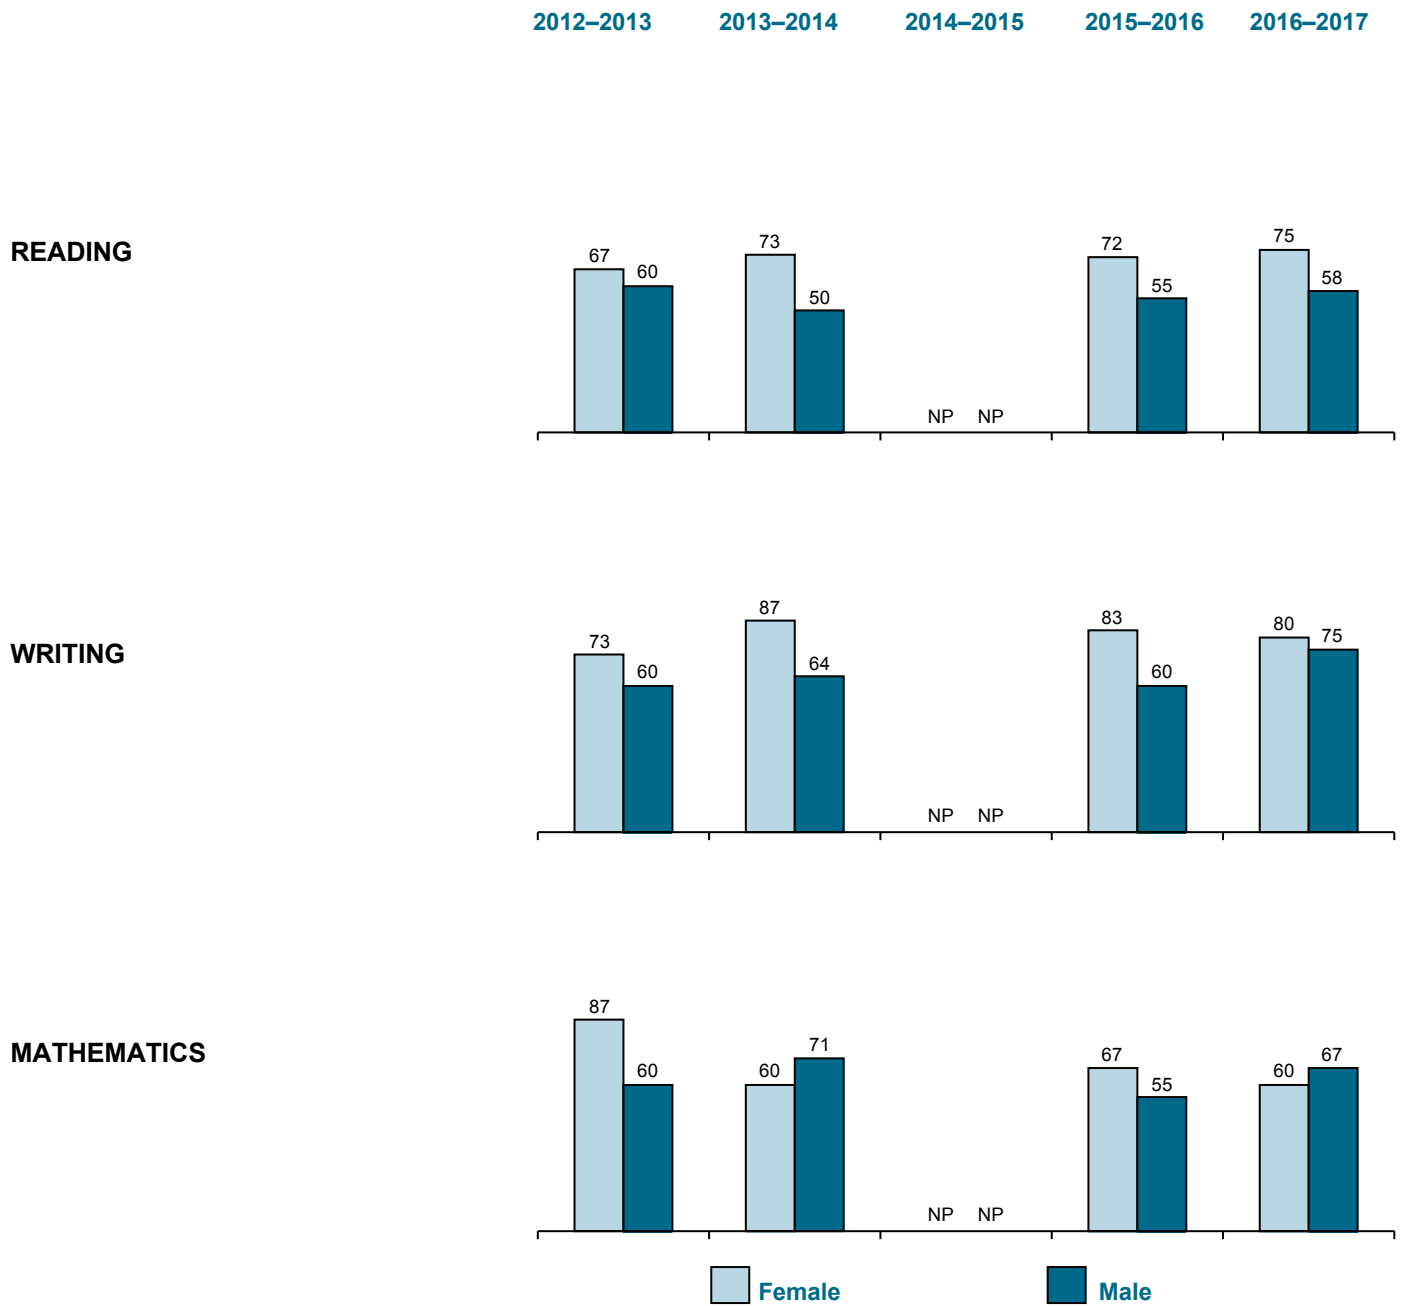 2012–2013 2013–2014 2014–2015 2015–2016 2016–2017
READING
67 60 73 50 NP NP 72 55 75 58
WRITING
73 60 87 64 NP NP 83 60 80 75
MATHEMATICS
87 60 60 71 NP NP 67 55 60 67
Female Male